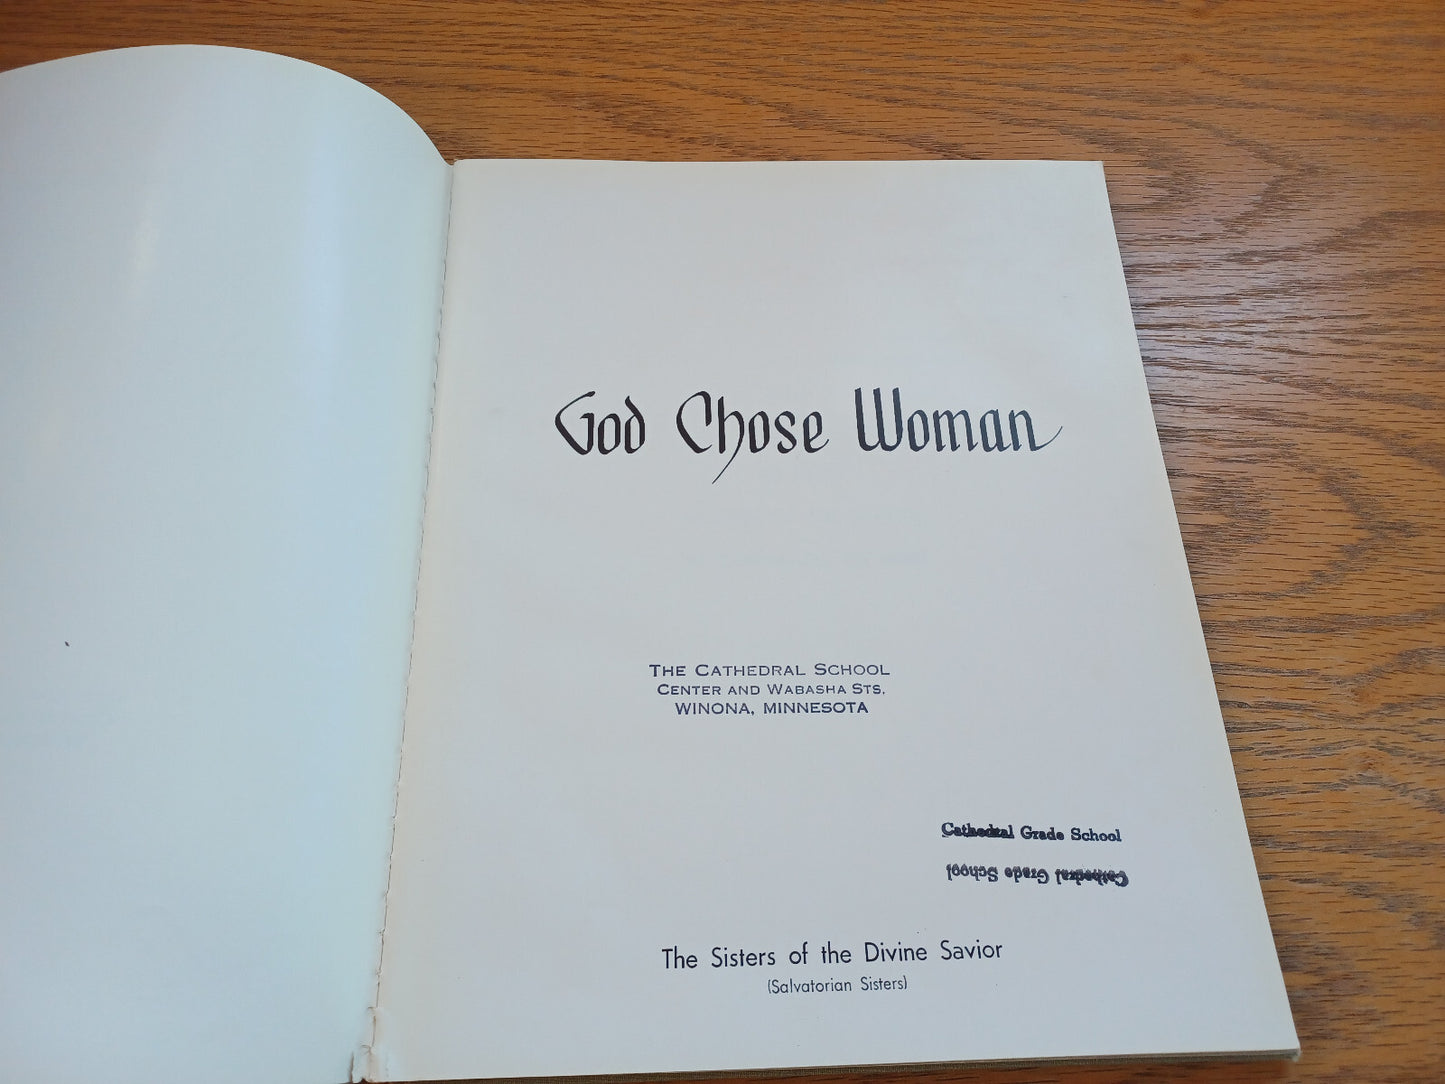 God Chose Woman
THE CATHEDRAL SCHOOL
CENTER AND WABASHA STS.
WINONA, MINNESOTA
Cathedral Grade School
Cathedral Grade School
The Sisters of the Divine Savior
(Salvatorian Sisters)